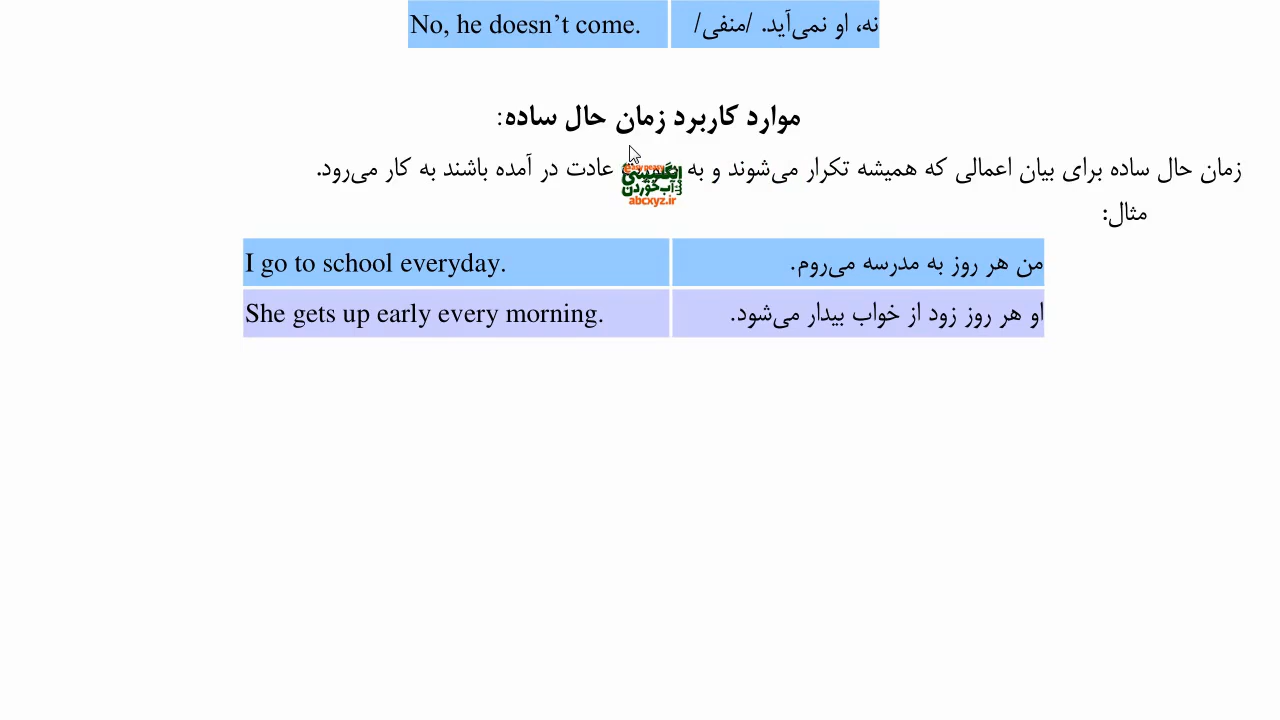 No, he doesn’t come. نه، او نمی‌آید. /منفی/
موارد کاربرد زمان حال ساده:
زمان حال ساده برای بیان اعمالی که همیشه تکرار می‌شوند و به عادت در آمده باشند به کار می‌رود.
انگلیسی
آب خوردن
abcxyz.ir
مثال:
I go to school everyday. من هر روز به مدرسه می‌روم.
She gets up early every morning. او هر روز زود از خواب بیدار می‌شود.